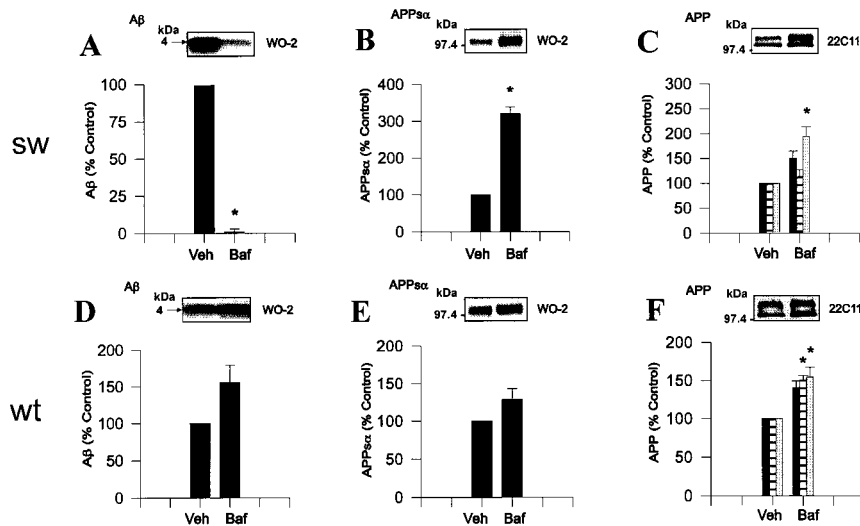 Aβ
A
kDa
4
WO-2
Aβ (% Control)
100
75
50
25
0
*
Veh
Baf
APPsα
B
kDa
97.4
WO-2
APPsα (% Control)
400
300
200
100
0
*
Veh
Baf
APP
C
kDa
97.4
22C11
APP (% Control)
300
250
200
150
100
50
0
*
Veh
Baf
sw
Aβ
D
kDa
4
WO-2
Aβ (% Control)
200
150
100
50
0
Veh
Baf
APPsα
E
kDa
97.4
WO-2
APPsα (% Control)
200
150
100
50
0
Veh
Baf
APP
F
kDa
97.4
22C11
APP (% Control)
200
150
100
50
0
*
*
Veh
Baf
wt